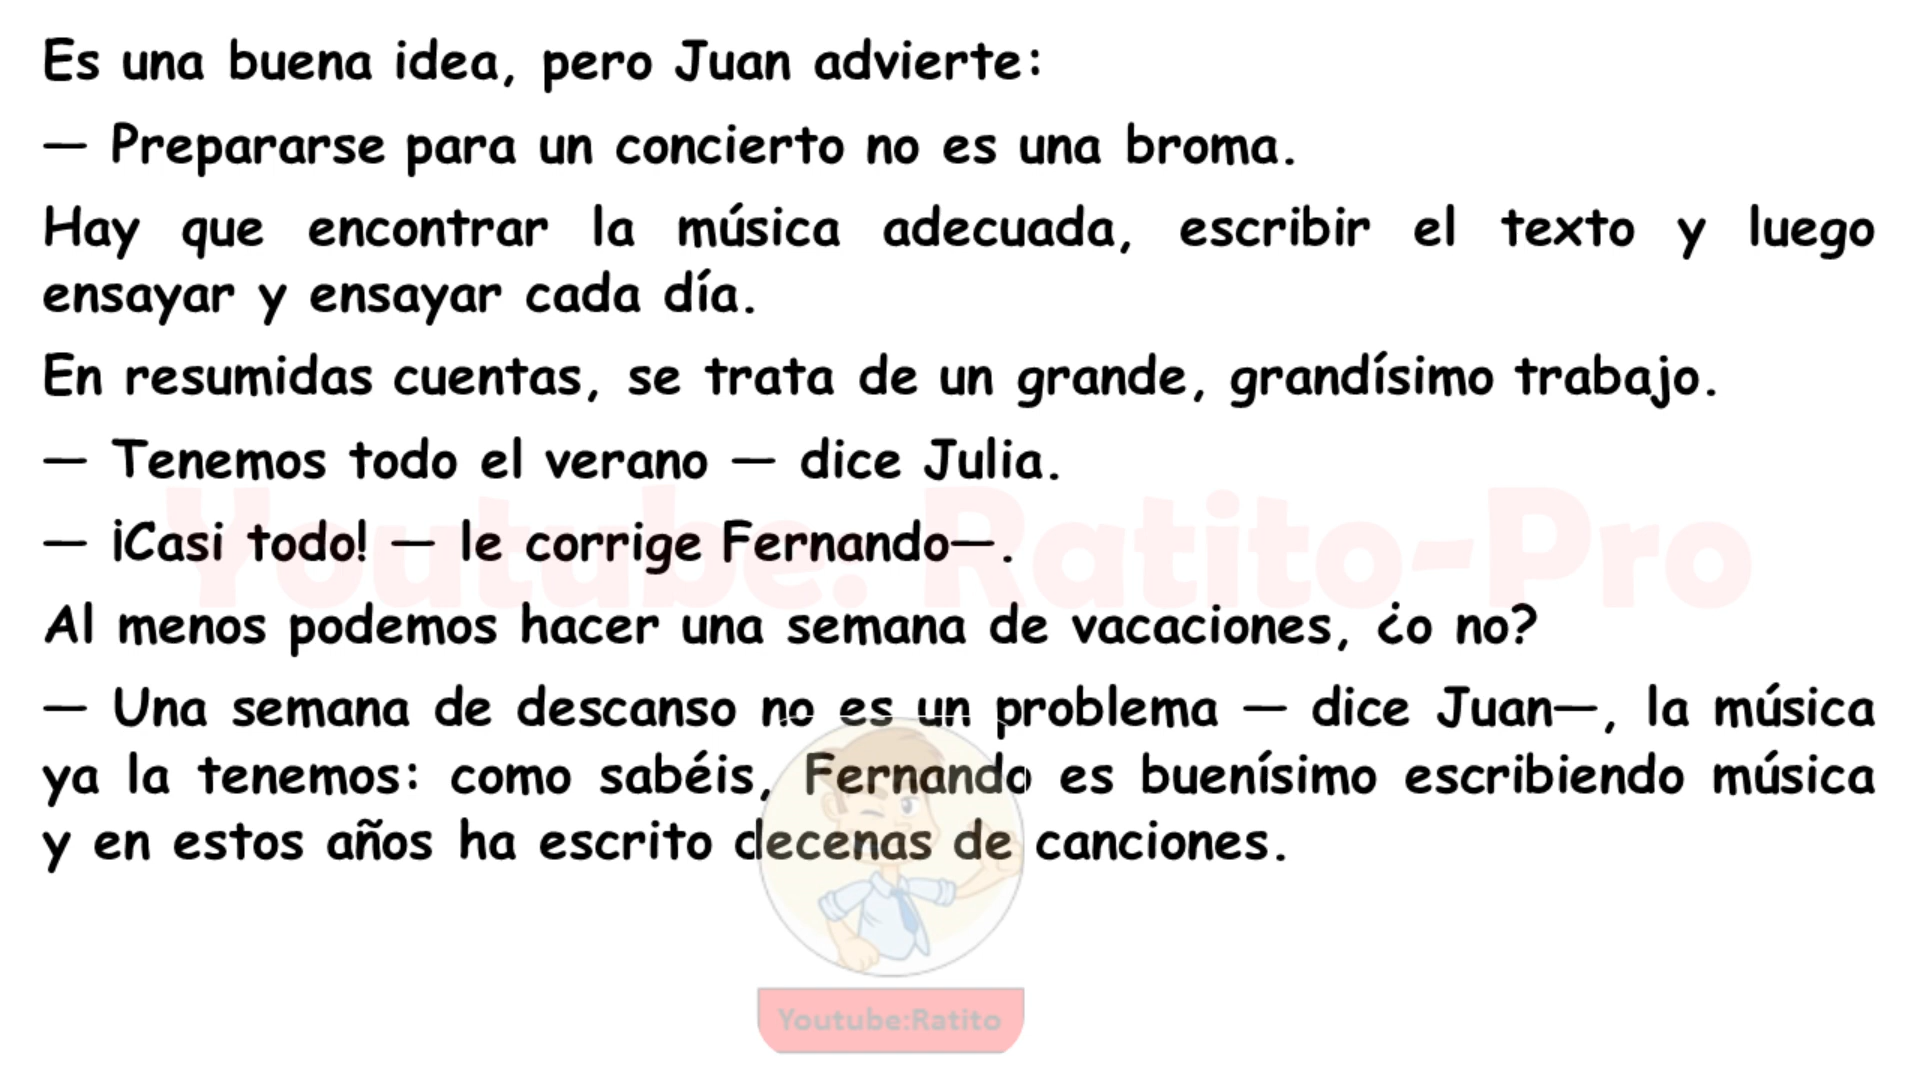 Es una buena idea, pero Juan advierte:
— Prepararse para un concierto no es una broma.
Hay que encontrar la música adecuada, escribir el texto y luego
ensayar y ensayar cada día.
En resumidas cuentas, se trata de un grande, grandísimo trabajo.
— Tenemos todo el verano — dice Julia.
Youtube: Ratito-Pro
— ¡Casi todo! — le corrige Fernando—.
Al menos podemos hacer una semana de vacaciones, ¿o no?
— Una semana de descanso no es un problema — dice Juan—, la música
ya la tenemos: como sabéis, Fernando es buenísimo escribiendo música
y en estos años ha escrito decenas de canciones.
Youtube:Ratito